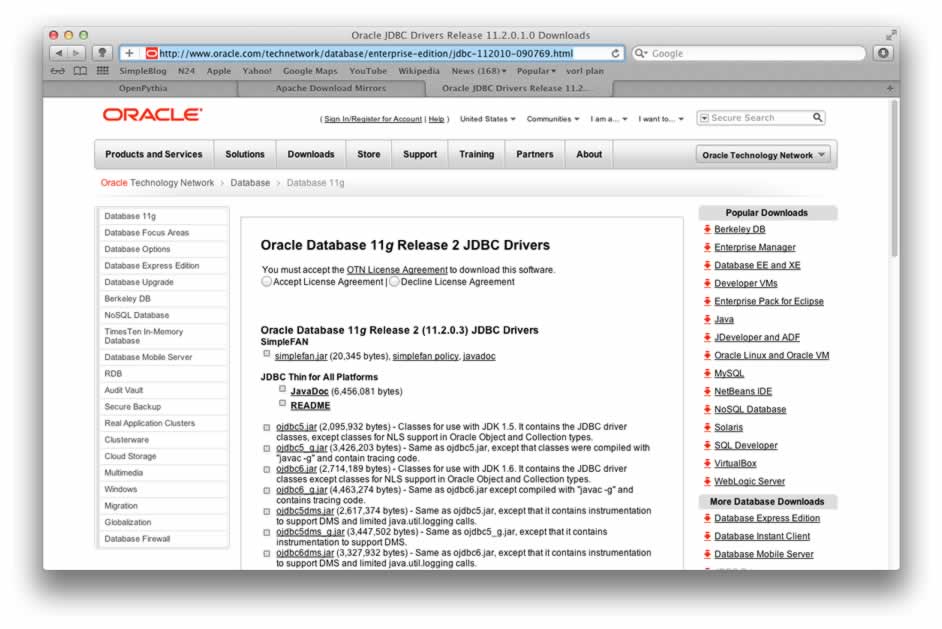 Oracle JDBC Drivers Release 11.2.0.1.0 Downloads
http://www.oracle.com/technetwork/database/enterprise-edition/jdbc-112010-090769.html
Google
SimpleBlog N24 Apple Yahoo! Google Maps YouTube Wikipedia News (168) Popular vorl plan
OpenPythia Apache Download Mirrors Oracle JDBC Drivers Release 11.2...
ORACLE
( Sign In/Register for Account | Help ) United States Communities I am a... I want to... Secure Search
Products and Services Solutions Downloads Store Support Training Partners About Oracle Technology Network
Oracle Technology Network > Database > Database 11g
Database 11g
Database Focus Areas
Database Options
Database Express Edition
Database Upgrade
Berkeley DB
NoSQL Database
TimesTen In-Memory
Database
Database Mobile Server
RDB
Audit Vault
Secure Backup
Real Application Clusters
Clusterware
Cloud Storage
Multimedia
Windows
Migration
Globalization
Database Firewall
Oracle Database 11g Release 2 JDBC Drivers
You must accept the OTN License Agreement to download this software.
Accept License Agreement | Decline License Agreement
Oracle Database 11g Release 2 (11.2.0.3) JDBC Drivers
SimpleFAN
simplefan.jar (20,345 bytes), simplefan policy, javadoc
JDBC Thin for All Platforms
JavaDoc (6,456,081 bytes)
README
ojdbc5.jar (2,095,932 bytes) - Classes for use with JDK 1.5. It contains the JDBC driver
classes, except classes for NLS support in Oracle Object and Collection types.
ojdbc5_g.jar (3,426,203 bytes) - Same as ojdbc5.jar, except that classes were compiled with
"javac -g" and contain tracing code.
ojdbc6.jar (2,714,189 bytes) - Classes for use with JDK 1.6. It contains the JDBC driver
classes except classes for NLS support in Oracle Object and Collection types.
ojdbc6_g.jar (4,463,274 bytes) - Same as ojdbc6.jar except compiled with "javac -g" and
contains tracing code.
ojdbc5dms.jar (2,617,374 bytes) - Same as ojdbc5.jar, except that it contains instrumentation
to support DMS and limited java.util.logging calls.
ojdbc5dms_g.jar (3,447,502 bytes) - Same as ojdbc5_g.jar, except that it contains
instrumentation to support DMS.
ojdbc6dms.jar (3,327,932 bytes) - Same as ojdbc6.jar, except that it contains instrumentation
to support DMS and limited java.util.logging calls.
Popular Downloads
Berkeley DB
Enterprise Manager
Database EE and XE
Developer VMs
Enterprise Pack for Eclipse
Java
JDeveloper and ADF
Oracle Linux and Oracle VM
MySQL
NetBeans IDE
NoSQL Database
Solaris
SQL Developer
VirtualBox
WebLogic Server
More Database Downloads
Database Express Edition
Database Instant Client
Database Mobile Server